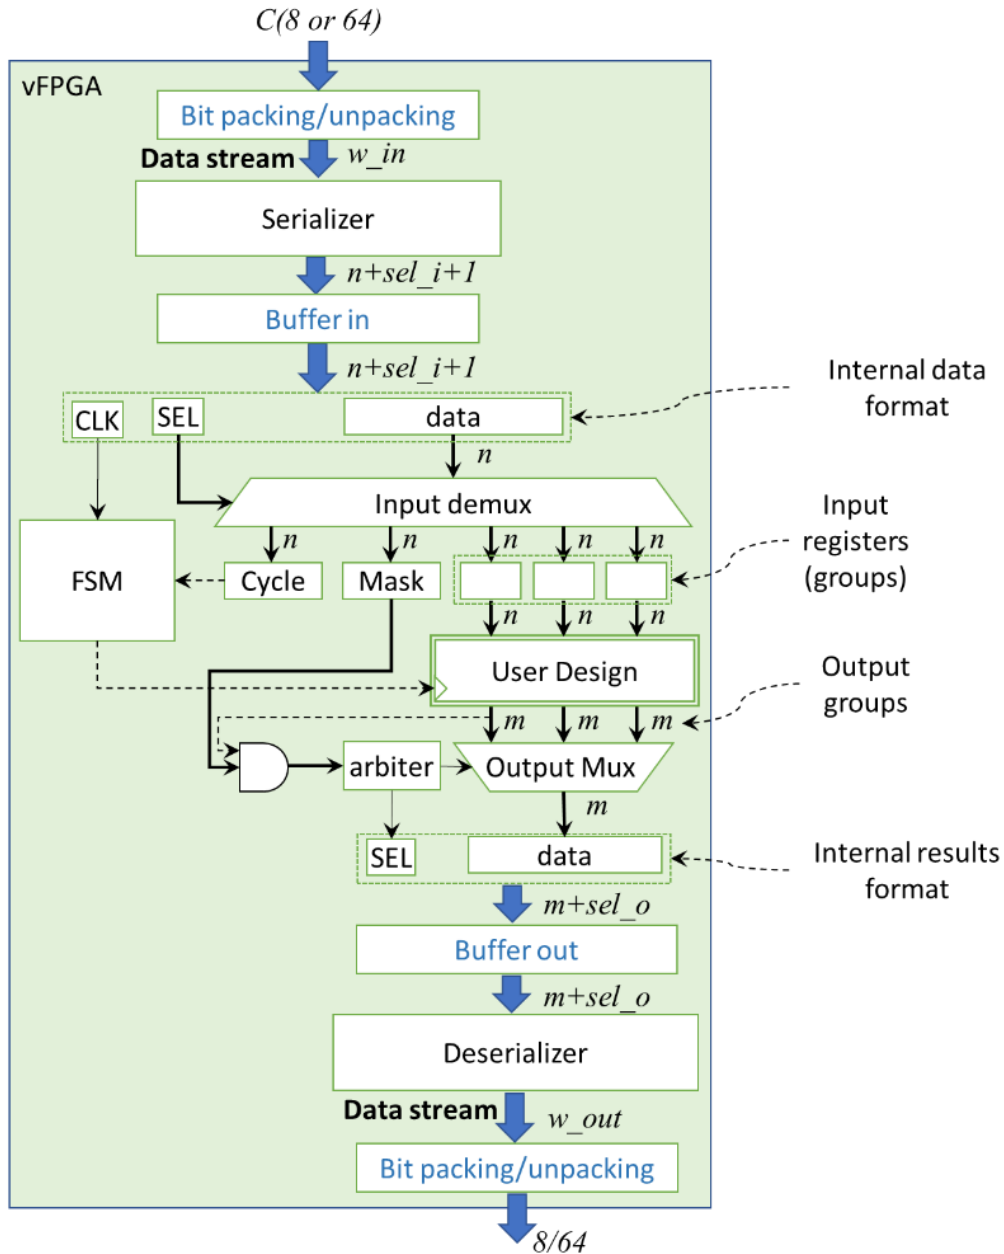 C(8 or 64)
vFPGA
Bit packing/unpacking
Data stream w_in
Serializer
n+sel_i+1
Buffer in
n+sel_i+1
Internal data
format
CLK SEL data
n
Input demux
n n n n n
Input
registers
(groups)
FSM Cycle Mask
n n n
User Design
Output
groups
m m m
arbiter Output Mux
m
SEL data
Internal results
format
m+sel_o
Buffer out
m+sel_o
Deserializer
Data stream w_out
Bit packing/unpacking
8/64